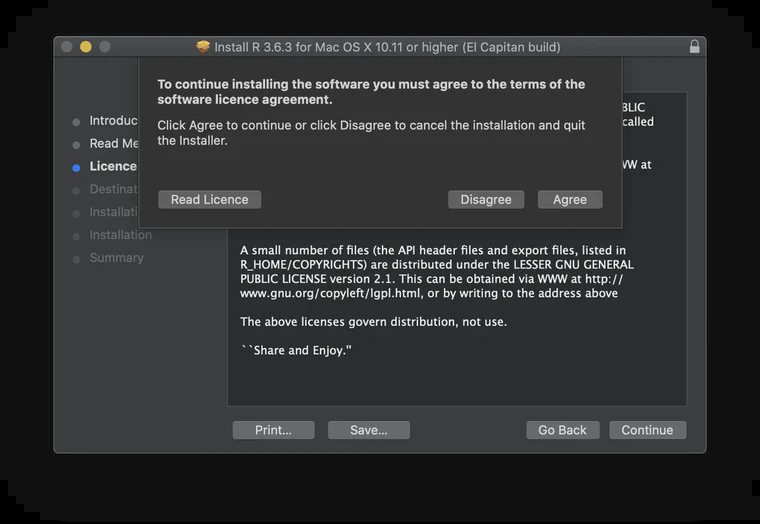 Install R 3.6.3 for Mac OS X 10.11 or higher (El Capitan build)
To continue installing the software you must agree to the terms of the
software licence agreement.
Click Agree to continue or click Disagree to cancel the installation and quit
the Installer.
Read Licence
Disagree
Agree
Introduc
Read Me
Licence
Destinat
Installati
Installation
Summary
BLIC
called
WW at
A small number of files (the API header files and export files, listed in
R_HOME/COPYRIGHTS) are distributed under the LESSER GNU GENERAL
PUBLIC LICENSE version 2.1. This can be obtained via WWW at http://
www.gnu.org/copyleft/lgpl.html, or by writing to the address above
The above licenses govern distribution, not use.
``Share and Enjoy.''
Print...
Save...
Go Back
Continue